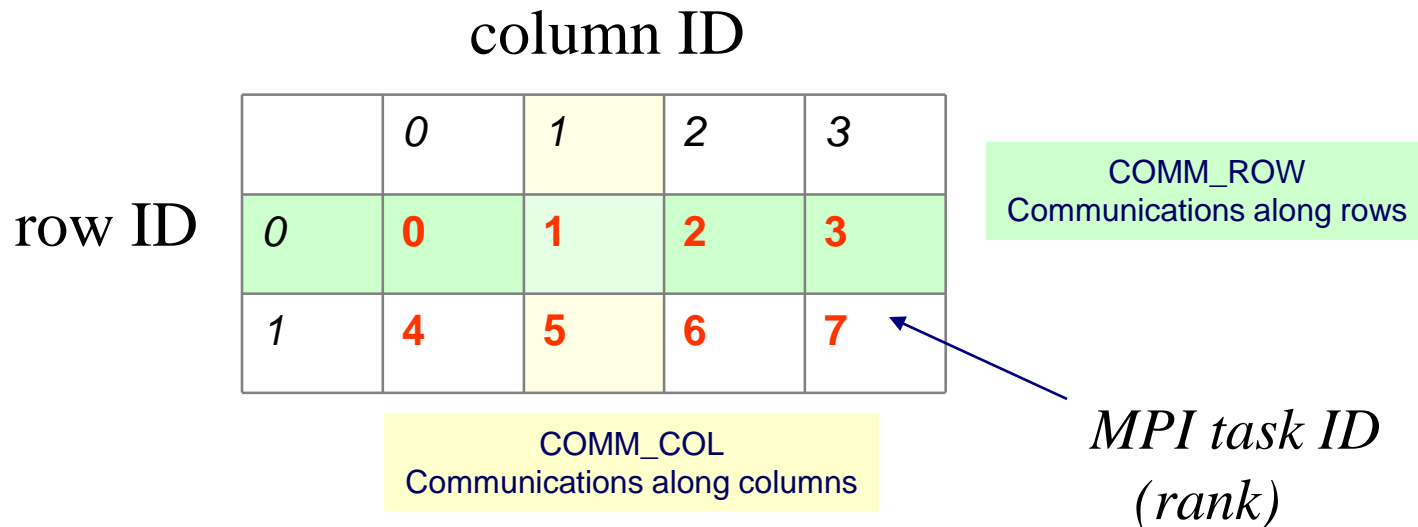 column ID
0 1 2 3
COMM_ROW
Communications along rows
row ID
0 0 1 2 3
1 4 5 6 7
COMM_COL
Communications along columns
MPI task ID
(rank)